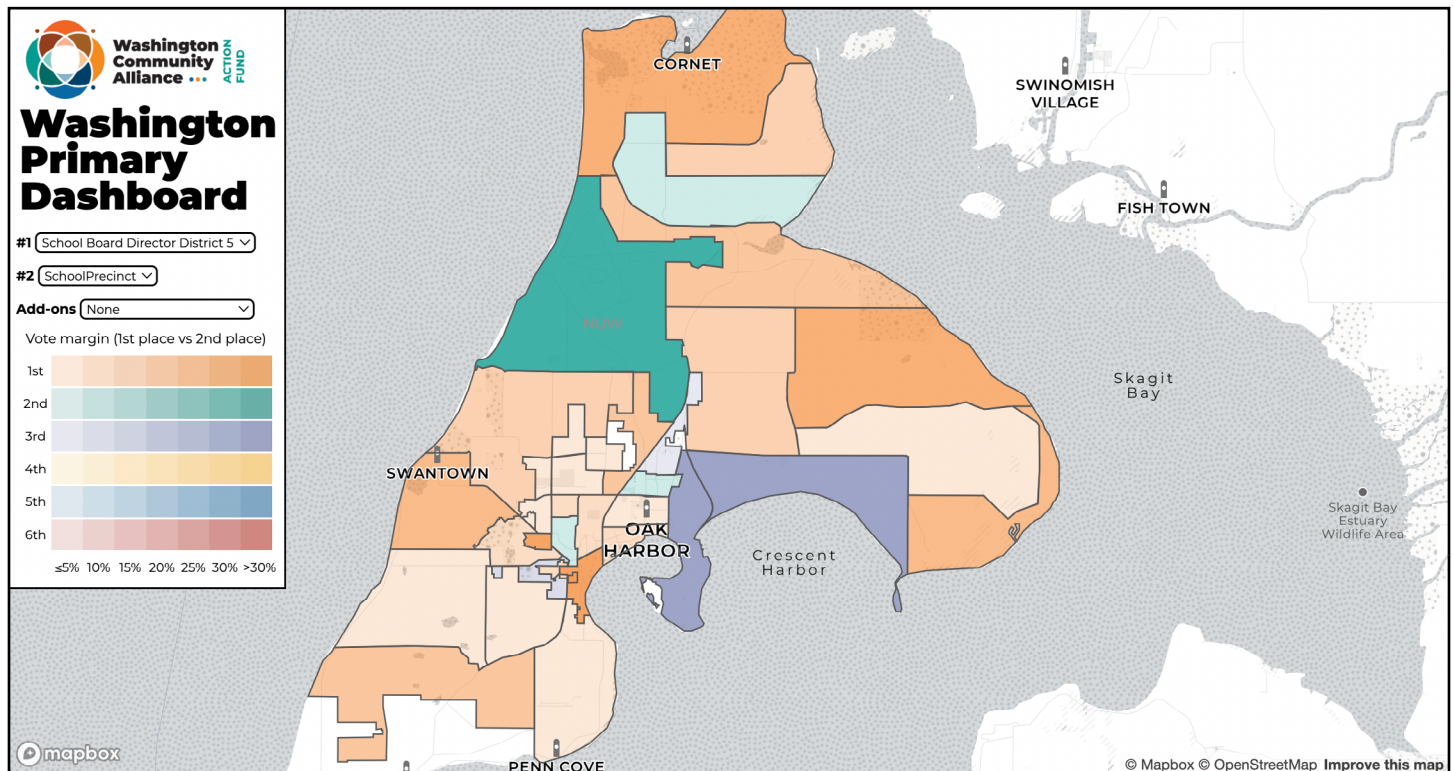 Washington
Community
Alliance
ACTION
FUND
Washington
Primary
Dashboard
#1 School Board Director District 5
#2 SchoolPrecinct
Add-ons None
Vote margin (1st place vs 2nd place)
1st
2nd
3rd
4th
5th
6th
≤5% 10% 15% 20% 25% 30% >30%
CORNET
SWINOMISH
VILLAGE
FISH TOWN
NUW
Skagit
Bay
SWANTOWN
OAK
HARBOR
Crescent
Harbor
Skagit Bay
Estuary
Wildlife Area
PENN COVE
mapbox
© Mapbox © OpenStreetMap Improve this map